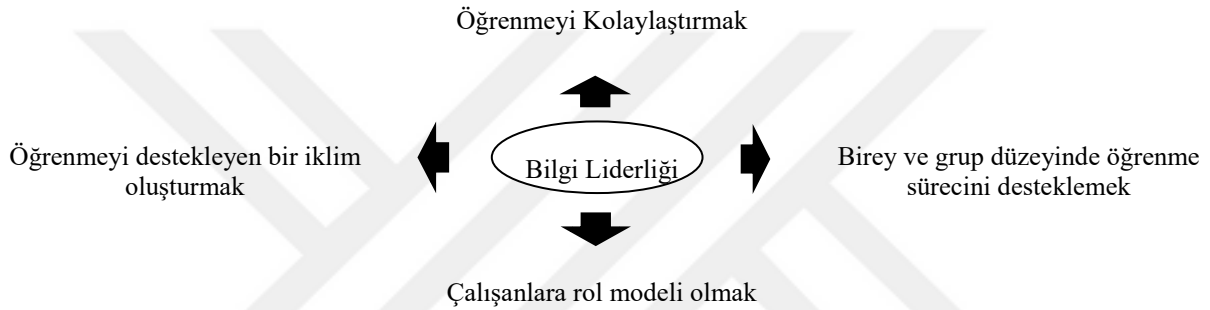 Öğrenmeyi Kolaylaştırmak
Öğrenmeyi destekleyen bir iklim
oluşturmak
Bilgi Liderliği
Birey ve grup düzeyinde öğrenme
sürecini desteklemek
Çalışanlara rol modeli olmak